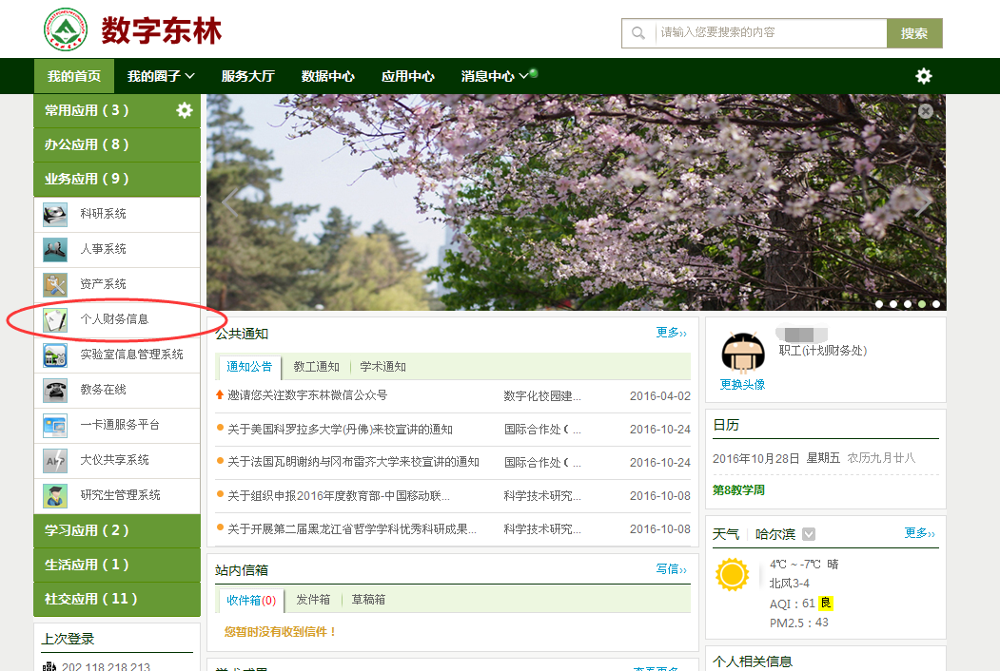 数字东林
请输入您要搜索的内容
搜索
我的首页
我的圈子
服务大厅
数据中心
应用中心
消息中心
常用应用 ( 3 )
办公应用 ( 8 )
业务应用 ( 9 )
科研系统
人事系统
资产系统
个人财务信息
实验室信息管理系统
教务在线
一卡通服务平台
大仪共享系统
研究生管理系统
学习应用 ( 2 )
生活应用 ( 1 )
社交应用 ( 11 )
上次登录
202.118.218.213
公共通知 更多››
通知公告 教工通知 学术通知
邀请您关注数字东林微信公众号 数字化校园建... 2016-04-02
关于美国科罗拉多大学(丹佛)来校宣讲的通知 国际合作处 ( ... 2016-10-24
关于法国瓦朗谢纳与冈布雷齐大学来校宣讲的通知 国际合作处 ( ... 2016-10-24
关于组织申报2016年度教育部-中国移动联... 科学技术研究... 2016-10-08
关于开展第二届黑龙江省哲学学科优秀科研成果... 科学技术研究... 2016-10-08
站内信箱 写信››
收件箱(0) 发件箱 草稿箱
您暂时没有收到信件！
职工(计划财务处)
更换头像
日历
2016年10月28日 星期五 农历九月廿八
第8教学周
天气 哈尔滨 更多››
4℃ ~ -7℃ 晴
北风3-4
AQI：61 良
PM2.5：43
个人相关信息